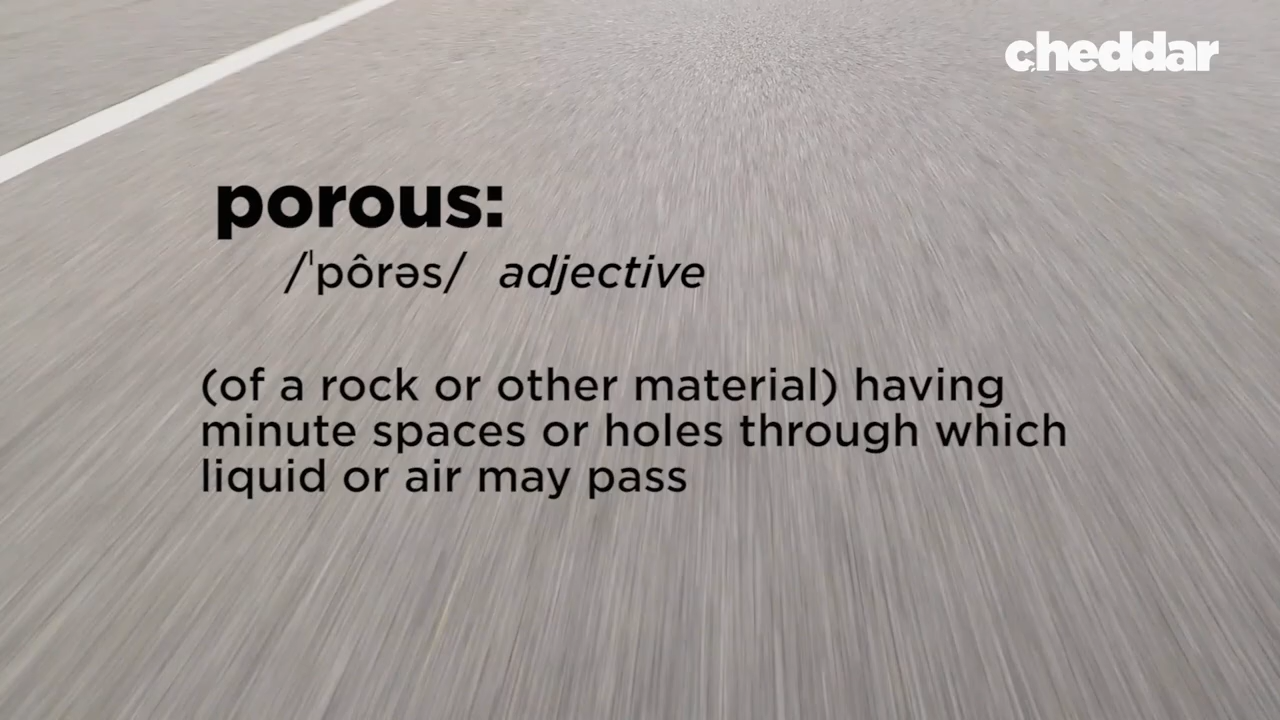 cheddar
porous:
/ˈpôrəs/ adjective
(of a rock or other material) having
minute spaces or holes through which
liquid or air may pass